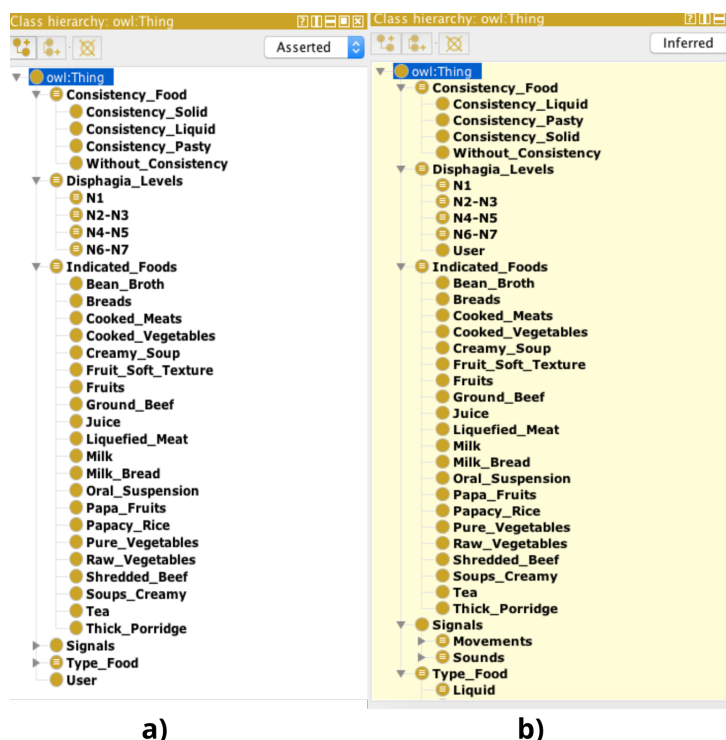 Class hierarchy: owl:Thing
Asserted
owl:Thing
Consistency_Food
Consistency_Solid
Consistency_Liquid
Consistency_Pasty
Without_Consistency
Disphagia_Levels
N1
N2-N3
N4-N5
N6-N7
Indicated_Foods
Bean_Broth
Breads
Cooked_Meats
Cooked_Vegetables
Creamy_Soup
Fruit_Soft_Texture
Fruits
Ground_Beef
Juice
Liquefied_Meat
Milk
Milk_Bread
Oral_Suspension
Papa_Fruits
Papacy_Rice
Pure_Vegetables
Raw_Vegetables
Shredded_Beef
Soups_Creamy
Tea
Thick_Porridge
Signals
Type_Food
User
a)
Class hierarchy: owl:Thing
Inferred
owl:Thing
Consistency_Food
Consistency_Liquid
Consistency_Pasty
Consistency_Solid
Without_Consistency
Disphagia_Levels
N1
N2-N3
N4-N5
N6-N7
User
Indicated_Foods
Bean_Broth
Breads
Cooked_Meats
Cooked_Vegetables
Creamy_Soup
Fruit_Soft_Texture
Fruits
Ground_Beef
Juice
Liquefied_Meat
Milk
Milk_Bread
Oral_Suspension
Papa_Fruits
Papacy_Rice
Pure_Vegetables
Raw_Vegetables
Shredded_Beef
Soups_Creamy
Tea
Thick_Porridge
Signals
Movements
Sounds
Type_Food
Liquid
b)